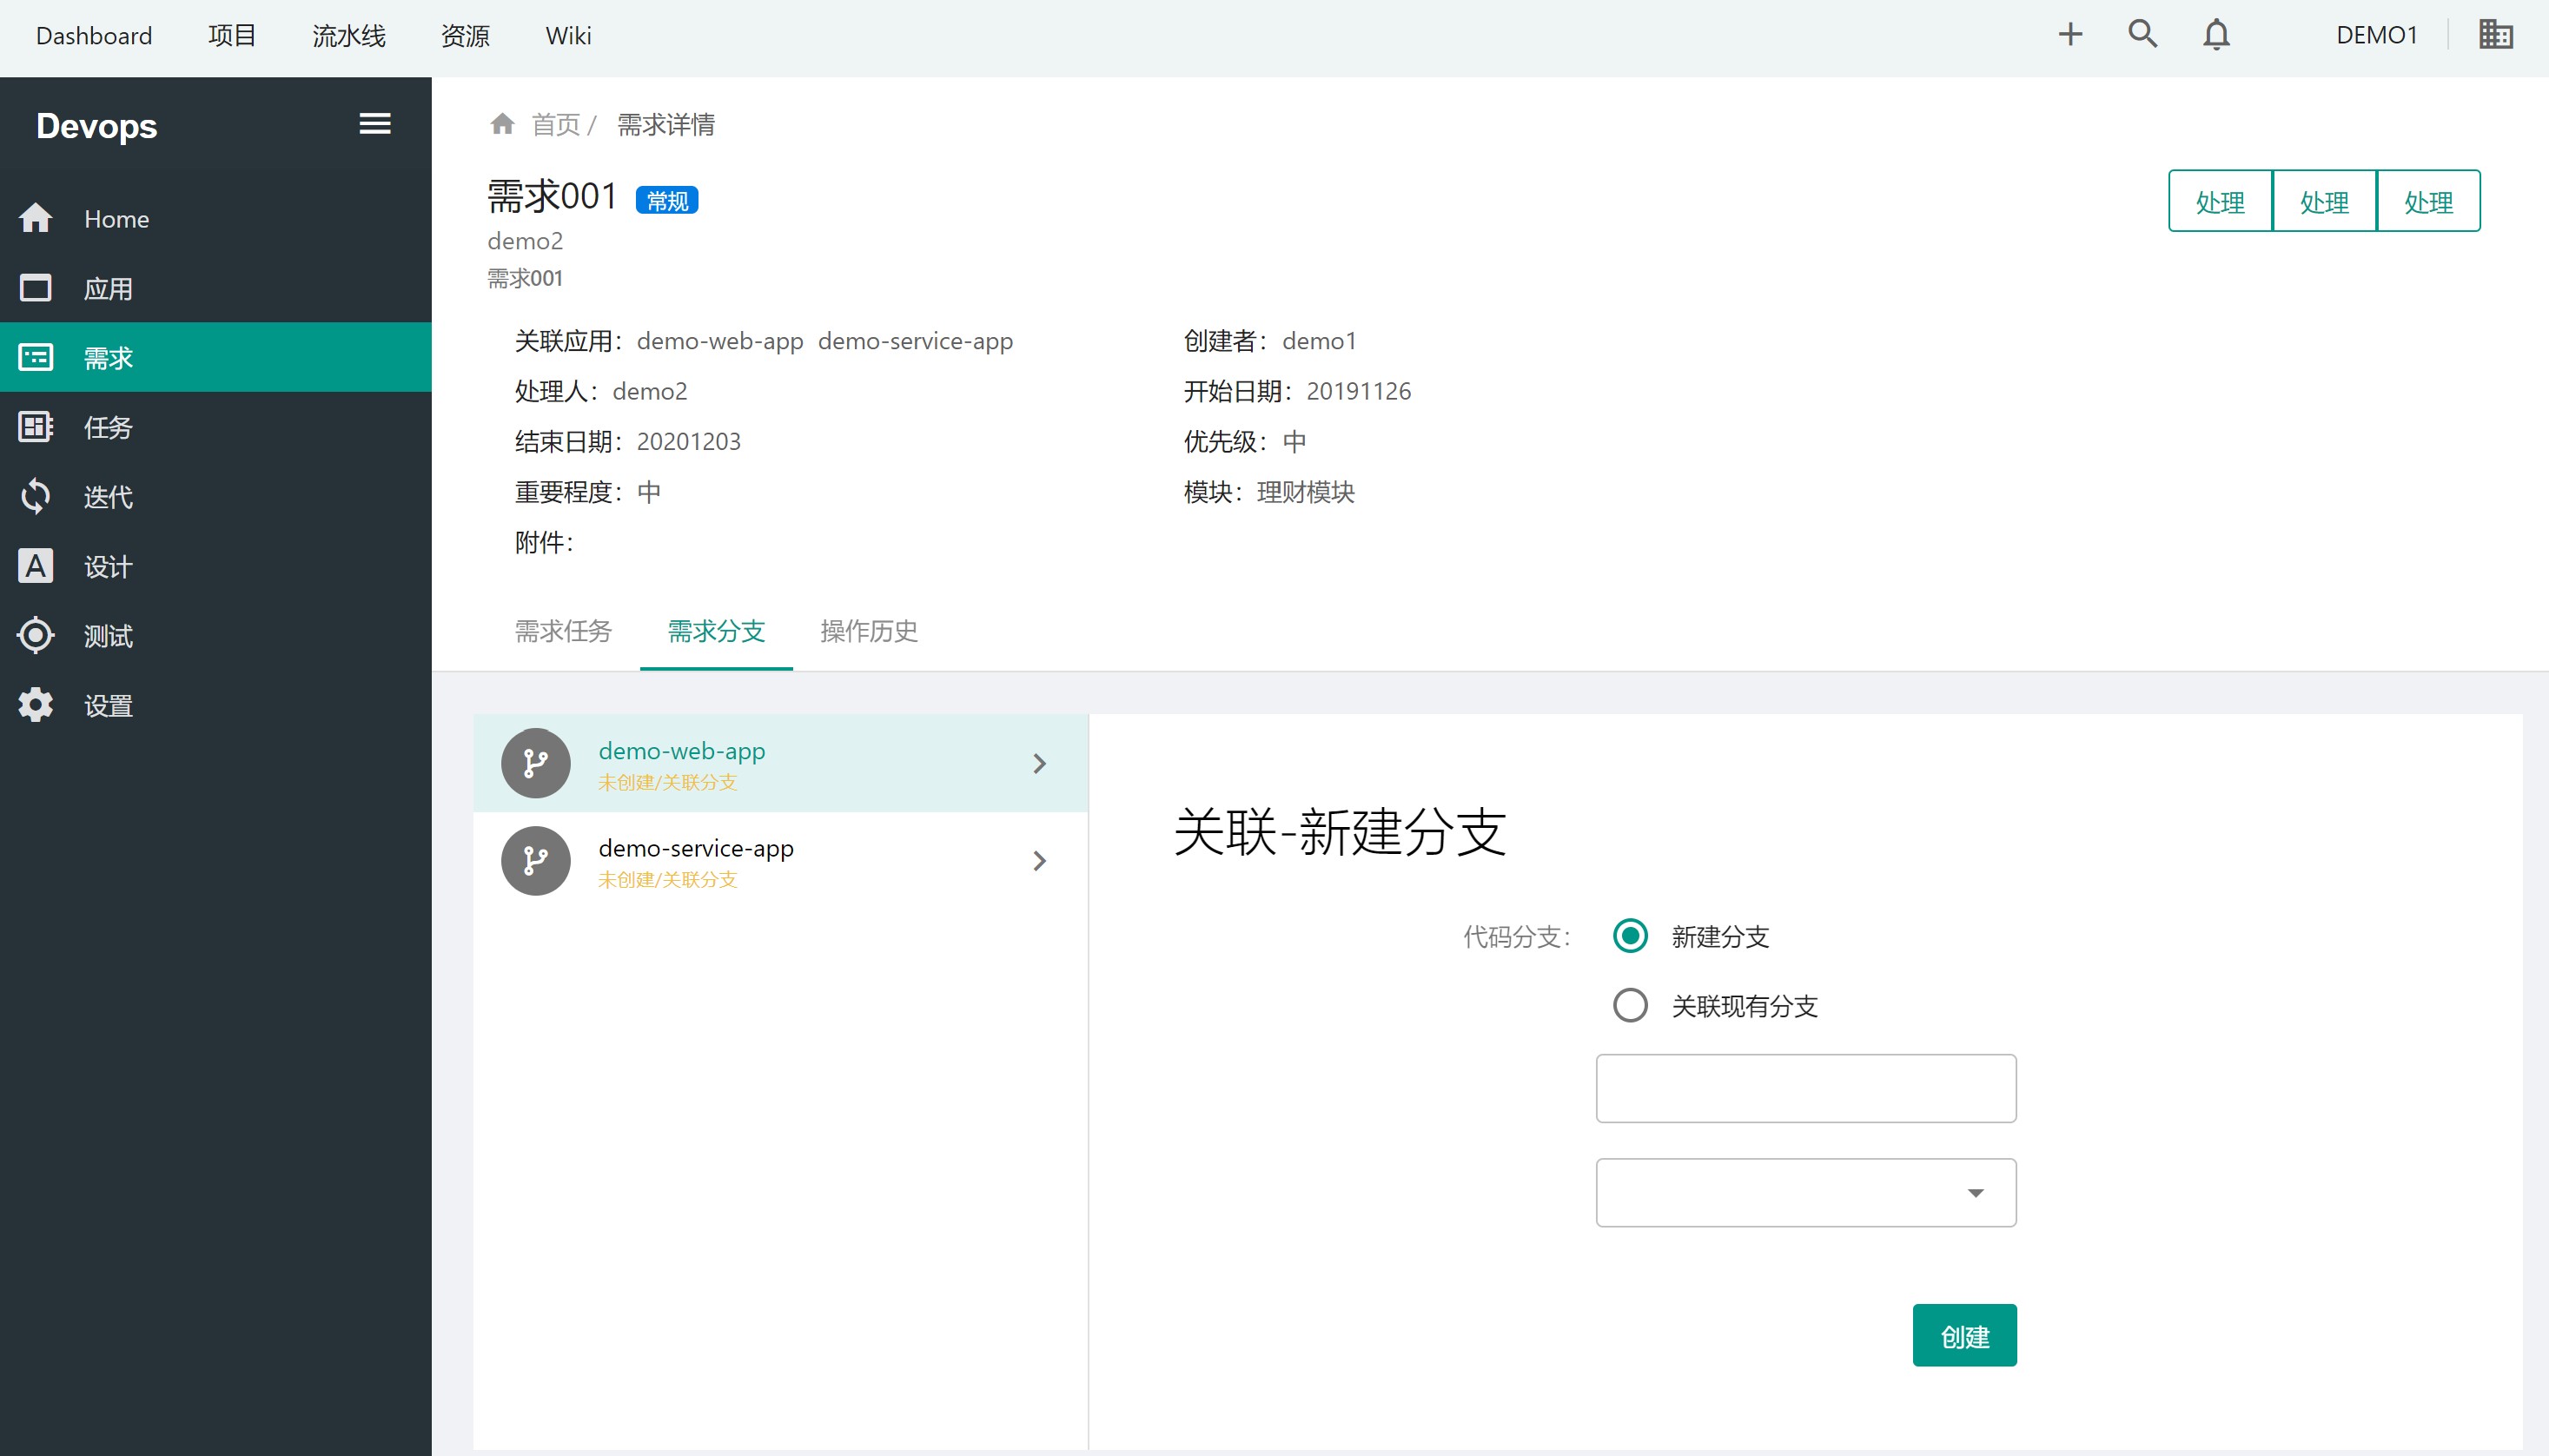 Dashboard 项目 流水线 资源 Wiki DEMO1
Devops
Home
应用
需求
任务
迭代
设计
测试
设置
首页 / 需求详情
需求001 常规
处理 处理 处理
demo2
需求001
关联应用：demo-web-app demo-service-app
创建者：demo1
处理人：demo2
开始日期：20191126
结束日期：20201203
优先级：中
重要程度：中
模块：理财模块
附件：
需求任务 需求分支 操作历史
demo-web-app
未创建/关联分支
demo-service-app
未创建/关联分支
关联-新建分支
代码分支： 新建分支
关联现有分支
创建